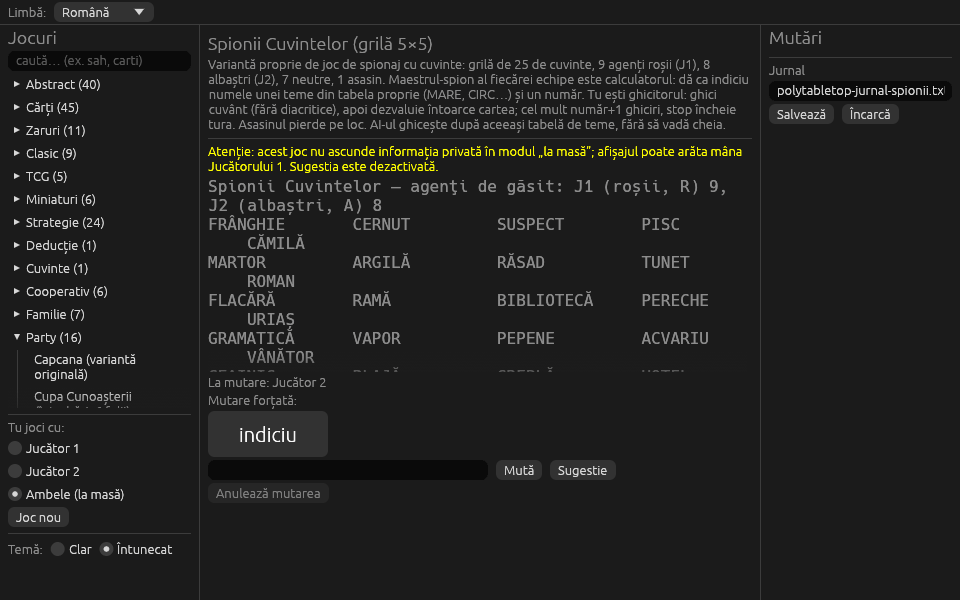 Limbă: Română
Jocuri
caută... (ex. sah, carti)
Abstract (40)
Cărți (45)
Zaruri (11)
Clasic (9)
TCG (5)
Miniaturi (6)
Strategie (24)
Deducție (1)
Cuvinte (1)
Cooperativ (6)
Familie (7)
Party (16)
Capcana (variantă
originală)
Cupa Cunoașterii
Tu joci cu:
Jucător 1
Jucător 2
Ambele (la masă)
Joc nou
Temă: Clar Întunecat
Spionii Cuvintelor (grilă 5×5)
Variantă proprie de joc de spionaj cu cuvinte: grilă de 25 de cuvinte, 9 agenți roșii (J1), 8
albaștri (J2), 7 neutre, 1 asasin. Maestrul-spion al fiecărei echipe este calculatorul: dă ca indiciu
numele unei teme din tabela proprie (MARE, CIRC...) și un număr. Tu ești ghicitorul: ghici
cuvânt (fără diacritice), apoi dezvaluie întoarce cartea; cel mult număr+1 ghiciri, stop încheie
tura. Asasinul pierde pe loc. AI-ul ghicește după aceeași tabelă de teme, fără să vadă cheia.
Atenție: acest joc nu ascunde informația privată în modul „la masă”; afișajul poate arăta mâna
Jucătorului 1. Sugestia este dezactivată.
Spionii Cuvintelor — agenți de găsit: J1 (roșii, R) 9,
J2 (albaștri, A) 8
FRÂNGHIE CERNUT SUSPECT PISC
CĂMILĂ
MARTOR ARGILĂ RĂSAD TUNET
ROMAN
FLACĂRĂ RAMĂ BIBLIOTECĂ PERECHE
URIAȘ
GRAMATICĂ VAPOR PEPENE ACVARIU
VÂNĂTOR
La mutare: Jucător 2
Mutare forțată:
indiciu
Mută Sugestie
Anulează mutarea
Mutări
Jurnal
polytabletop-jurnal-spionii.txt
Salvează Încarcă